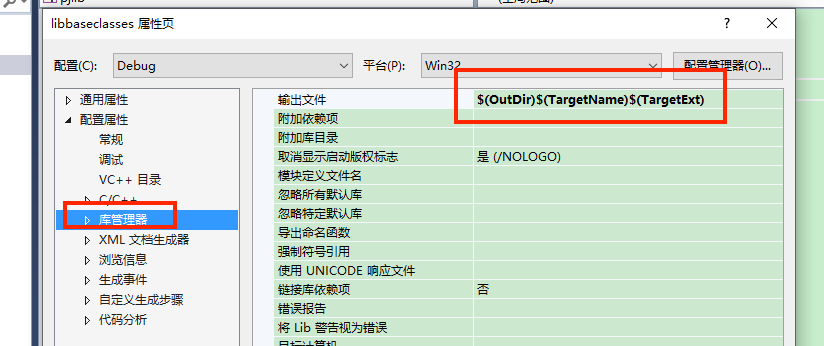 pjlib
libbaseclasses 属性页
? ×
配置(C): Debug 平台(P): Win32 配置管理器(O)...
通用属性
配置属性
常规
调试
VC++ 目录
C/C++
库管理器
XML 文档生成器
浏览信息
生成事件
自定义生成步骤
代码分析
输出文件 $(OutDir)$(TargetName)$(TargetExt)
附加依赖项
附加库目录
取消显示启动版权标志 是 (/NOLOGO)
模块定义文件名
忽略所有默认库
忽略特定默认库
导出命名函数
强制符号引用
使用 UNICODE 响应文件
链接库依赖项 否
错误报告
将 Lib 警告视为错误
目标计算机